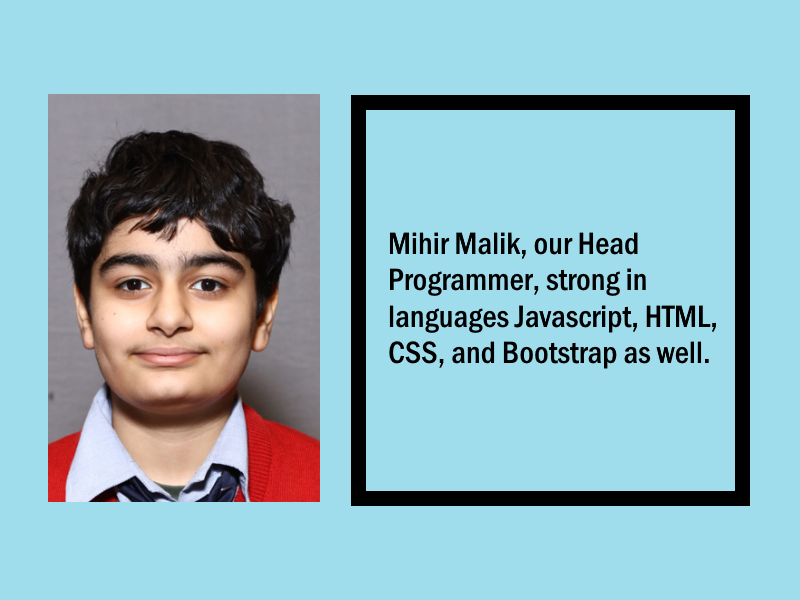 Mihir Malik, our Head
Programmer, strong in
languages Javascript, HTML,
CSS, and Bootstrap as well.